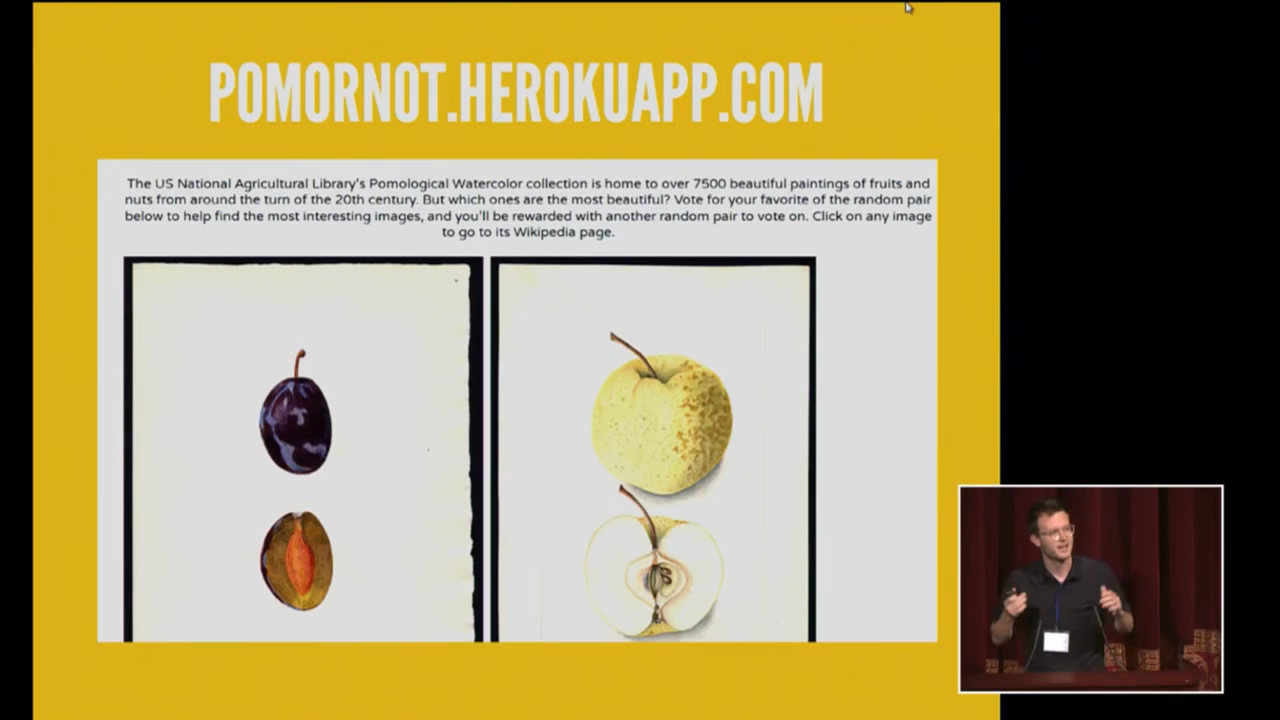 POMORNOT.HEROKUAPP.COM
The US National Agricultural Library's Pomological Watercolor collection is home to over 7500 beautiful paintings of fruits and
nuts from around the turn of the 20th century. But which ones are the most beautiful? Vote for your favorite of the random pair
below to help find the most interesting images, and you'll be rewarded with another random pair to vote on. Click on any image
to go to its Wikipedia page.